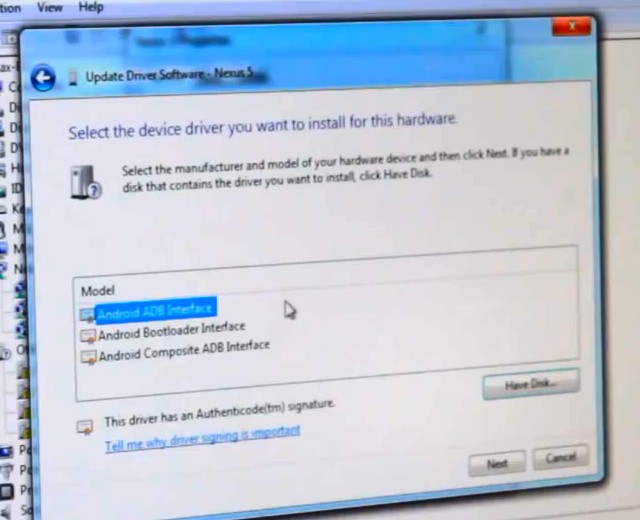 View Help
Update Driver Software - Nexus 5
Select the device driver you want to install for this hardware.
Select the manufacturer and model of your hardware device and then click Next. If you have a
disk that contains the driver you want to install, click Have Disk.
Model
Android ADB Interface
Android Bootloader Interface
Android Composite ADB Interface
Have Disk...
This driver has an Authenticode(tm) signature.
Tell me why driver signing is important
Next Cancel